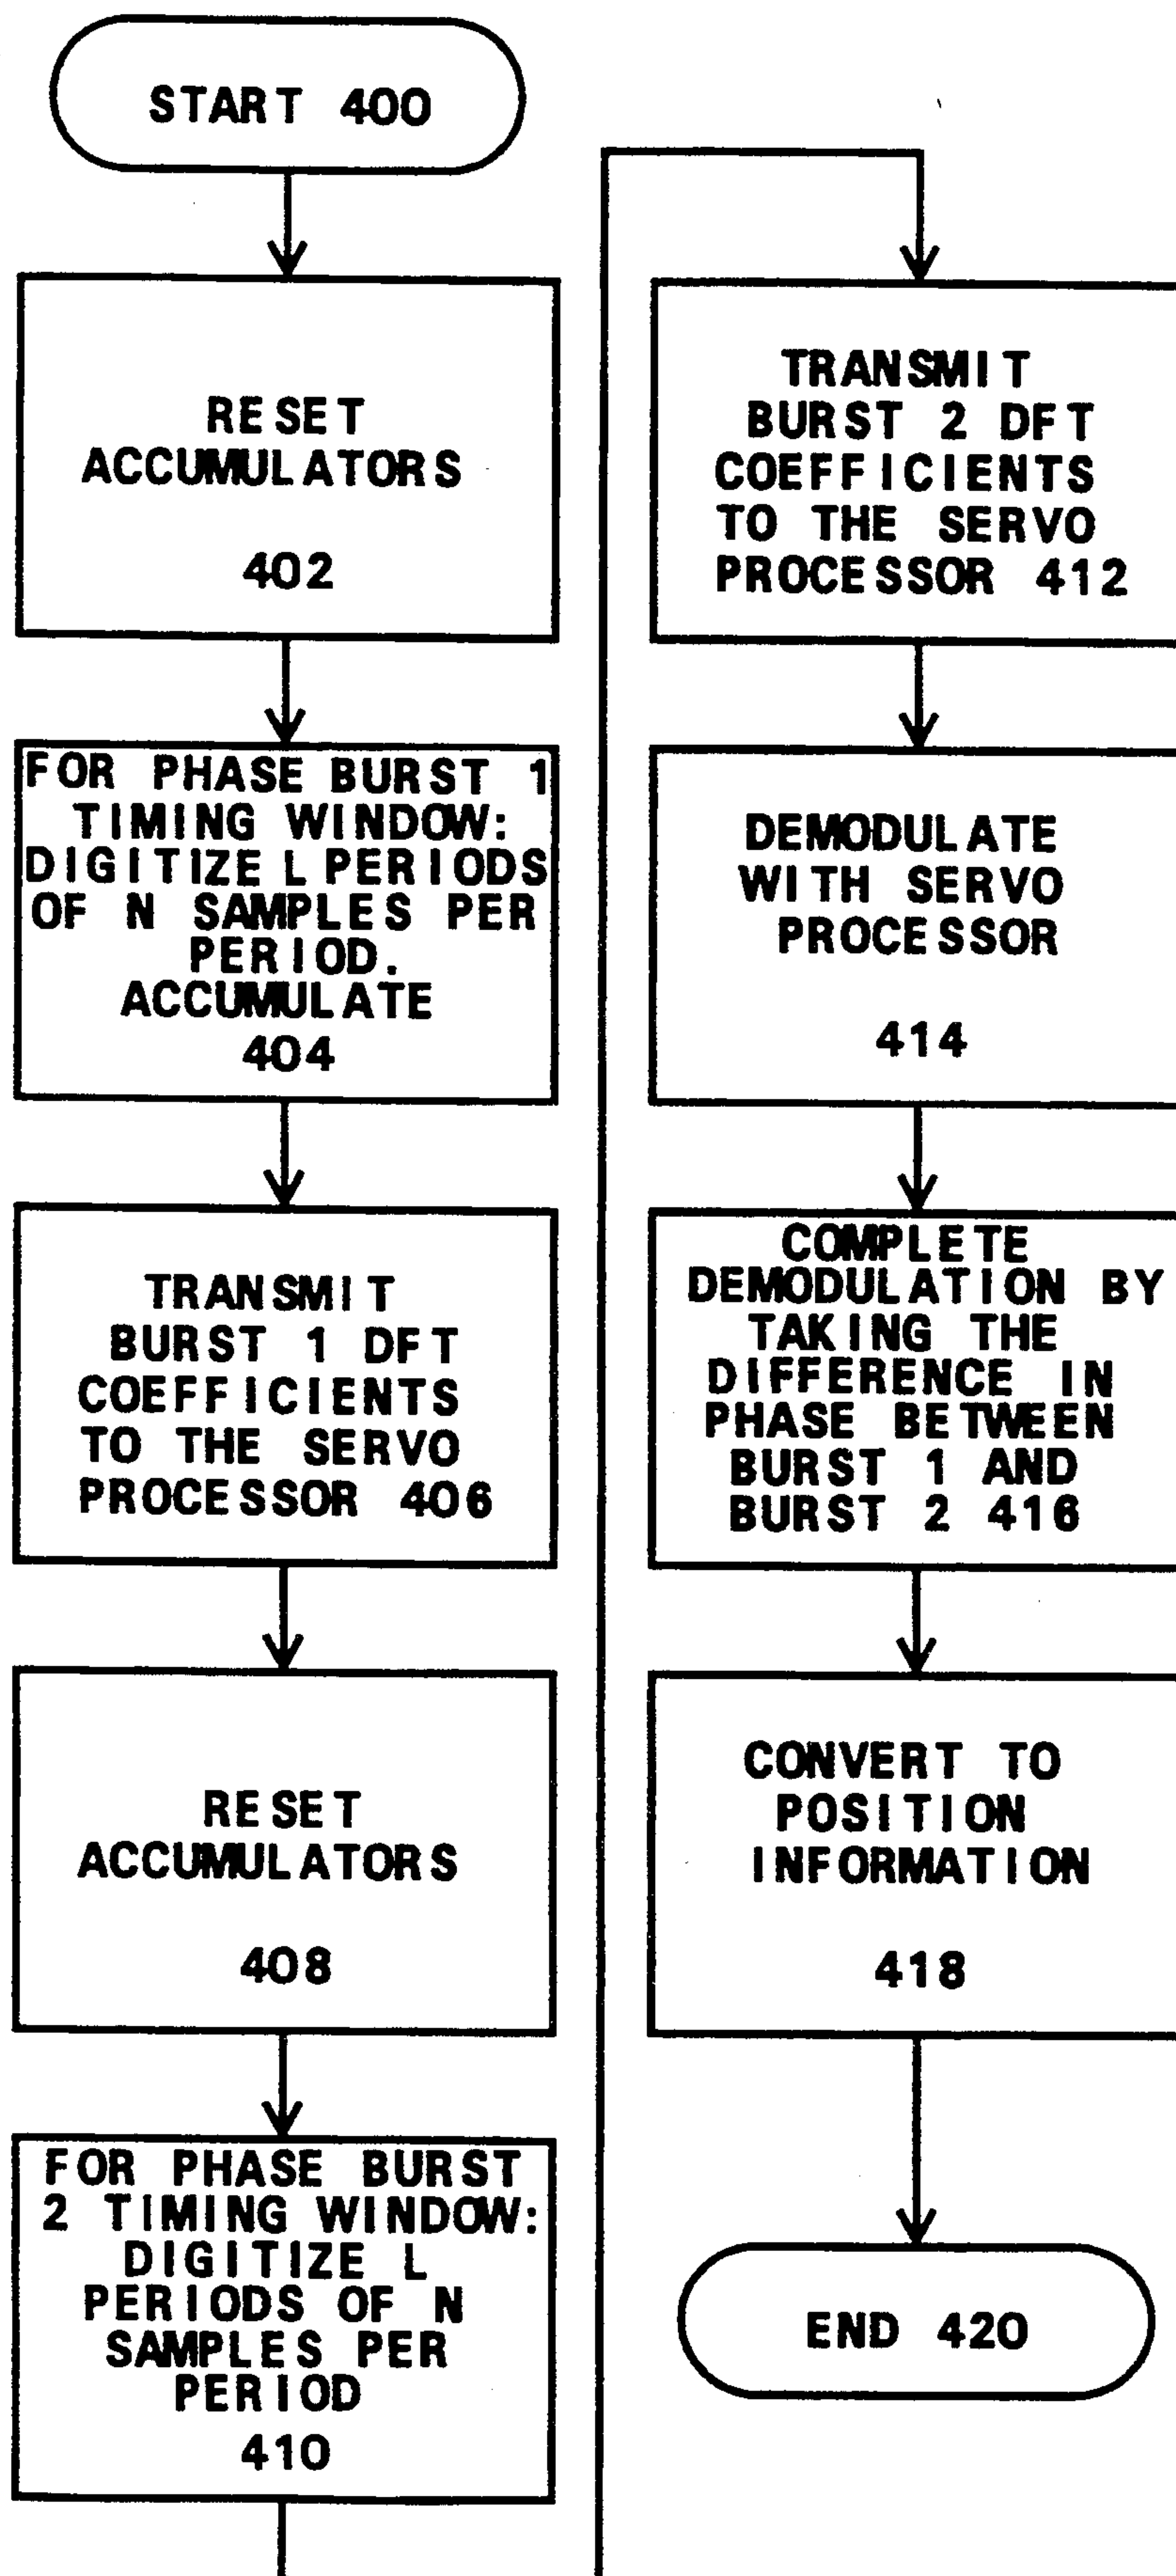 START 400
RESET
ACCUMULATORS
402
FOR PHASE BURST 1
TIMING WINDOW:
DIGITIZE L PERIODS
OF N SAMPLES PER
PERIOD.
ACCUMULATE
404
TRANSMIT
BURST 1 DFT
COEFFICIENTS
TO THE SERVO
PROCESSOR 406
RESET
ACCUMULATORS
408
FOR PHASE BURST
2 TIMING WINDOW:
DIGITIZE L
PERIODS OF N
SAMPLES PER
PERIOD
410
TRANSMIT
BURST 2 DFT
COEFFICIENTS
TO THE SERVO
PROCESSOR 412
DEMODULATE
WITH SERVO
PROCESSOR
414
COMPLETE
DEMODULATION BY
TAKING THE
DIFFERENCE IN
PHASE BETWEEN
BURST 1 AND
BURST 2 416
CONVERT TO
POSITION
INFORMATION
418
END 420